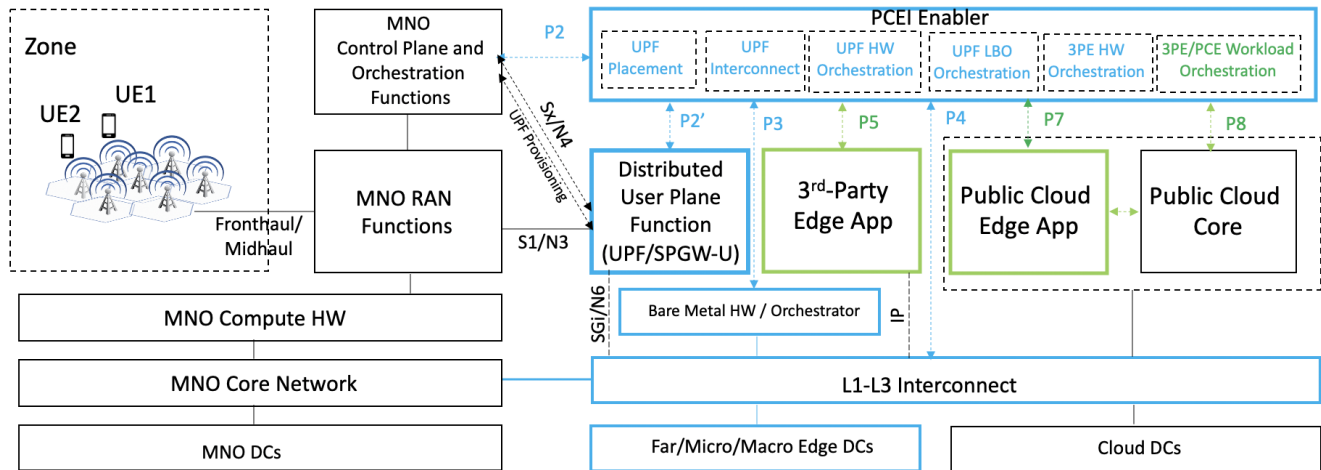 Zone
UE1
UE2
MNO
Control Plane and
Orchestration
Functions
P2
PCEI Enabler
UPF
Placement
UPF
Interconnect
UPF HW
Orchestration
UPF LBO
Orchestration
3PE HW
Orchestration
3PE/PCE Workload
Orchestration
Sx/N4
UPF Provisioning
P2’
P3
P5
P4
P7
P8
MNO RAN
Functions
Fronthaul/
Midhaul
S1/N3
Distributed
User Plane
Function
(UPF/SPGW-U)
3rd-Party
Edge App
Public Cloud
Edge App
Public Cloud
Core
SGi/N6
Bare Metal HW / Orchestrator
IP
MNO Compute HW
MNO Core Network
L1-L3 Interconnect
MNO DCs
Far/Micro/Macro Edge DCs
Cloud DCs